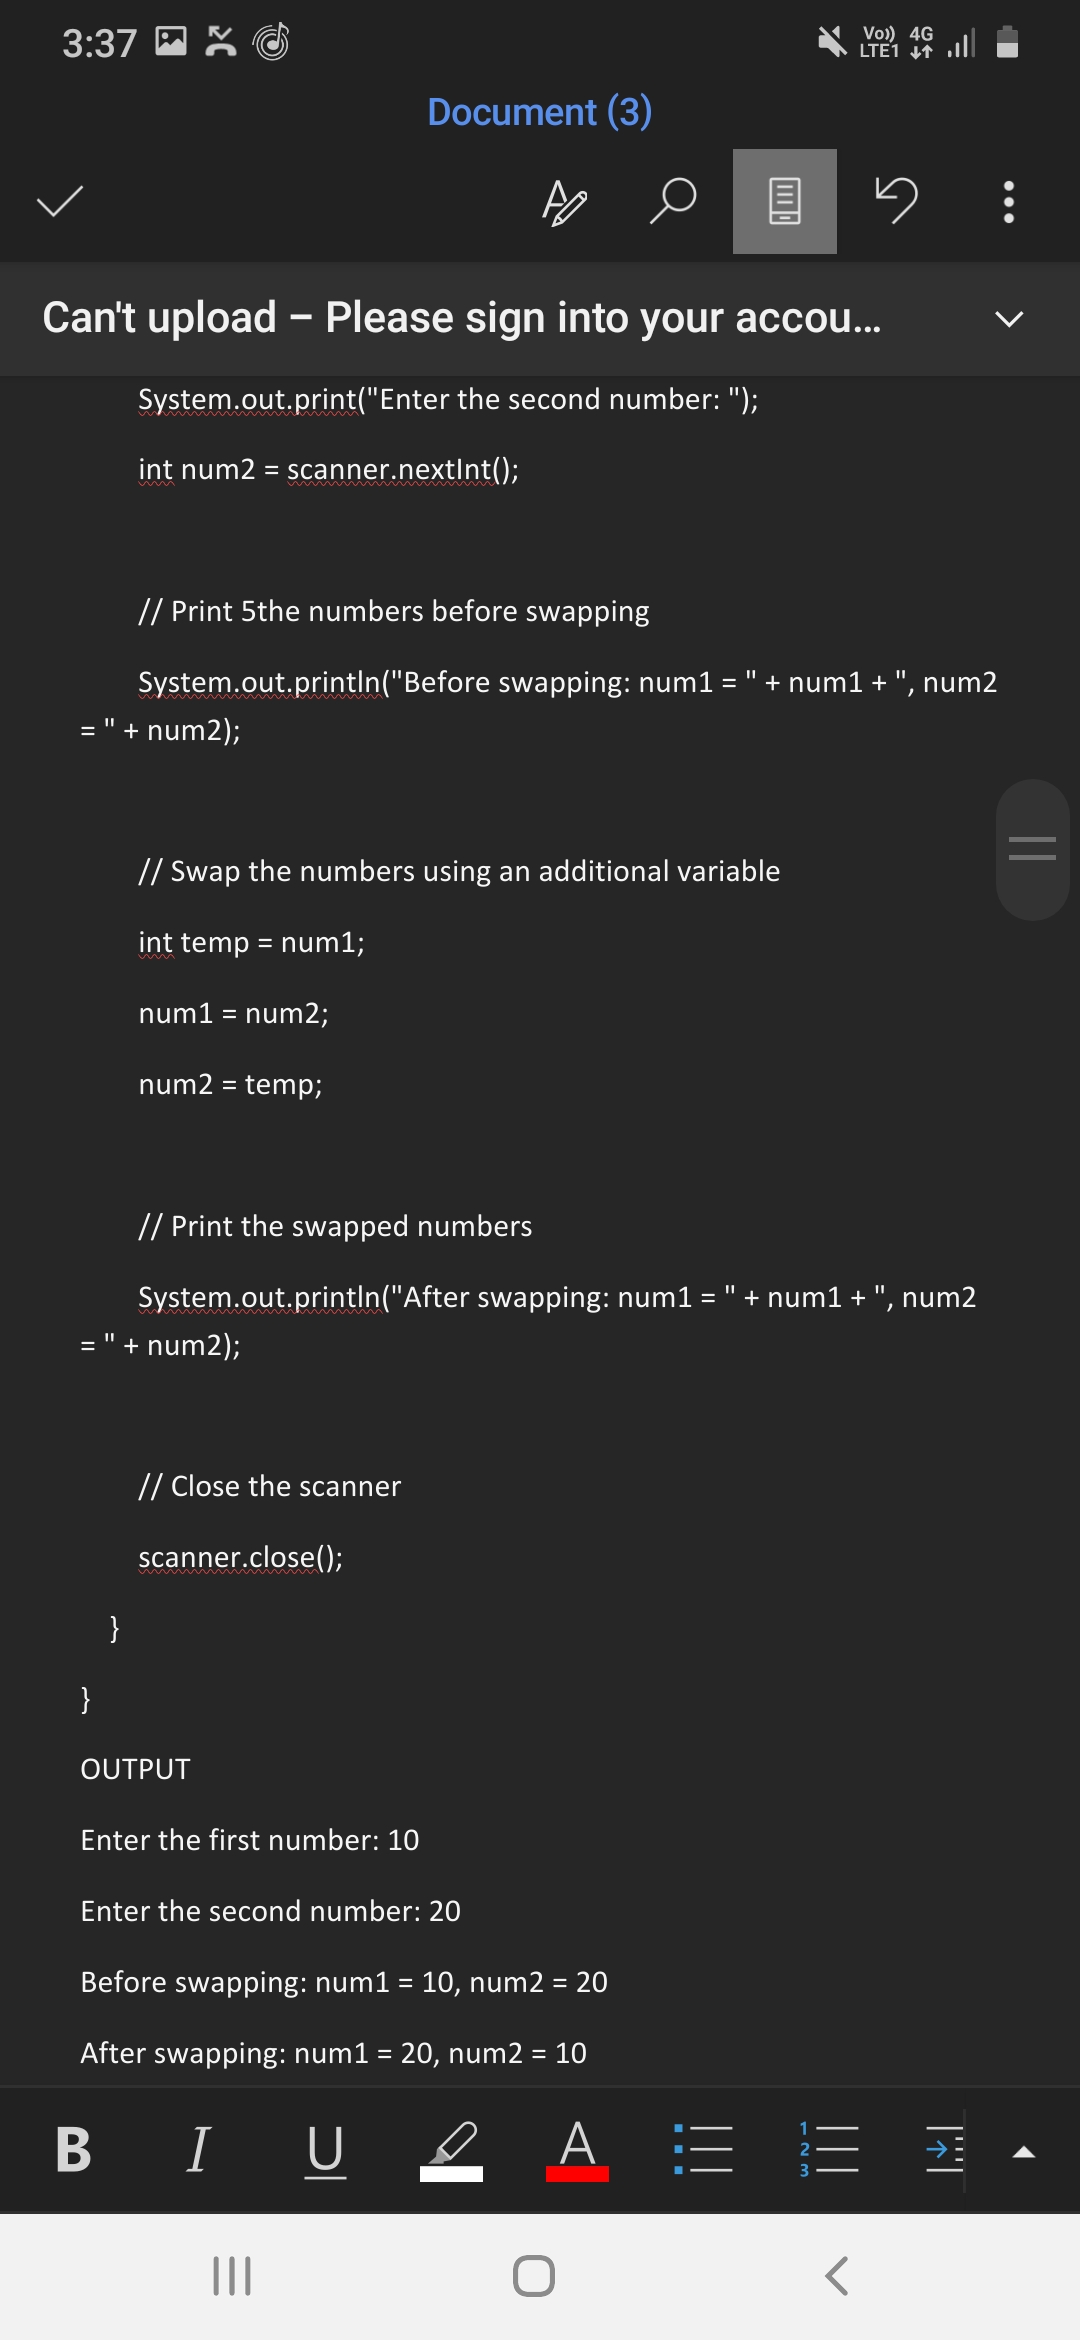 3:37
Vo)) 4G
LTE1
Document (3)
Can't upload – Please sign into your accou...
System.out.print("Enter the second number: ");
int num2 = scanner.nextInt();
// Print 5the numbers before swapping
System.out.println("Before swapping: num1 = " + num1 + ", num2
= " + num2);
// Swap the numbers using an additional variable
int temp = num1;
num1 = num2;
num2 = temp;
// Print the swapped numbers
System.out.println("After swapping: num1 = " + num1 + ", num2
= " + num2);
// Close the scanner
scanner.close();
}
}
OUTPUT
Enter the first number: 10
Enter the second number: 20
Before swapping: num1 = 10, num2 = 20
After swapping: num1 = 20, num2 = 10
B I U A 1 2 3